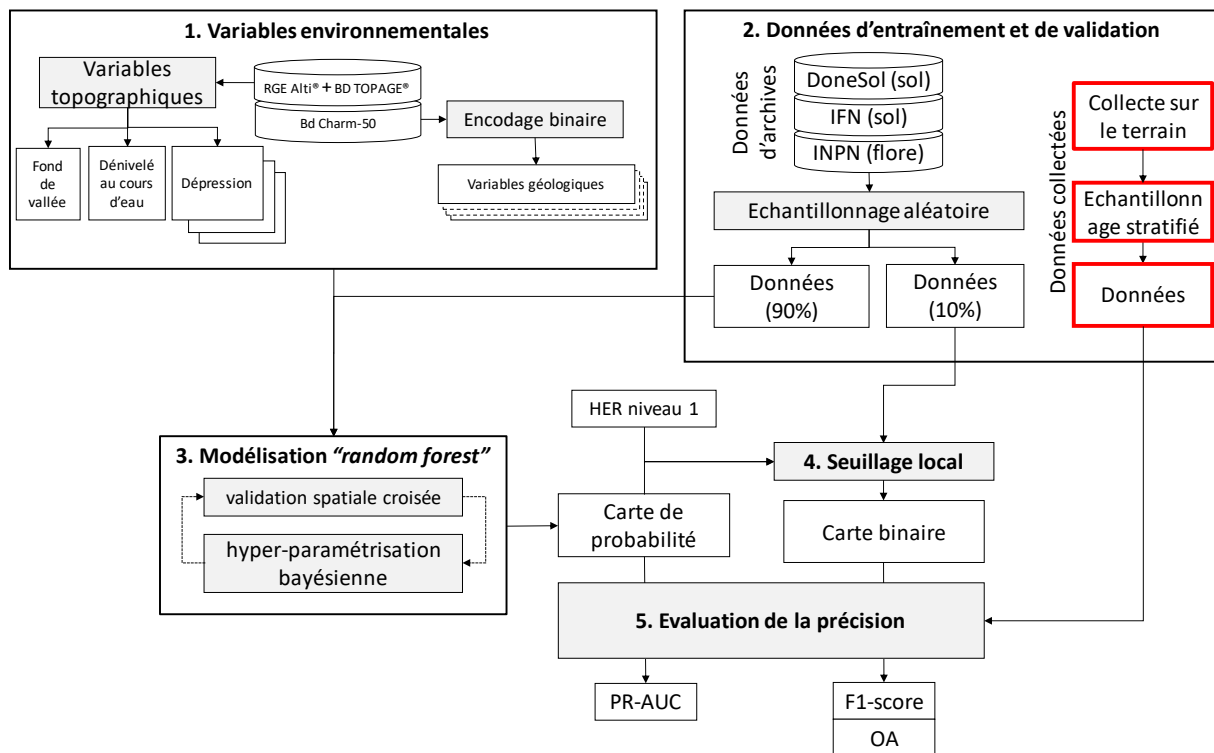 1. Variables environnementales
Variables
topographiques
RGE Alti® + BD TOPAGE®
Bd Charm-50
Encodage binaire
Fond
de
vallée
Dénivelé
au cours
d'eau
Dépression
Variables géologiques
2. Données d'entraînement et de validation
Données
d'archives
DoneSol (sol)
IFN (sol)
INPN (flore)
Echantillonnage aléatoire
Données
(90%)
Données
(10%)
Données collectées
Collecte sur
le terrain
Echantillonn
age stratifié
Données
HER niveau 1
3. Modélisation “random forest”
validation spatiale croisée
hyper-paramétrisation
bayésienne
Carte de
probabilité
4. Seuillage local
Carte binaire
5. Evaluation de la précision
PR-AUC
F1-score
OA